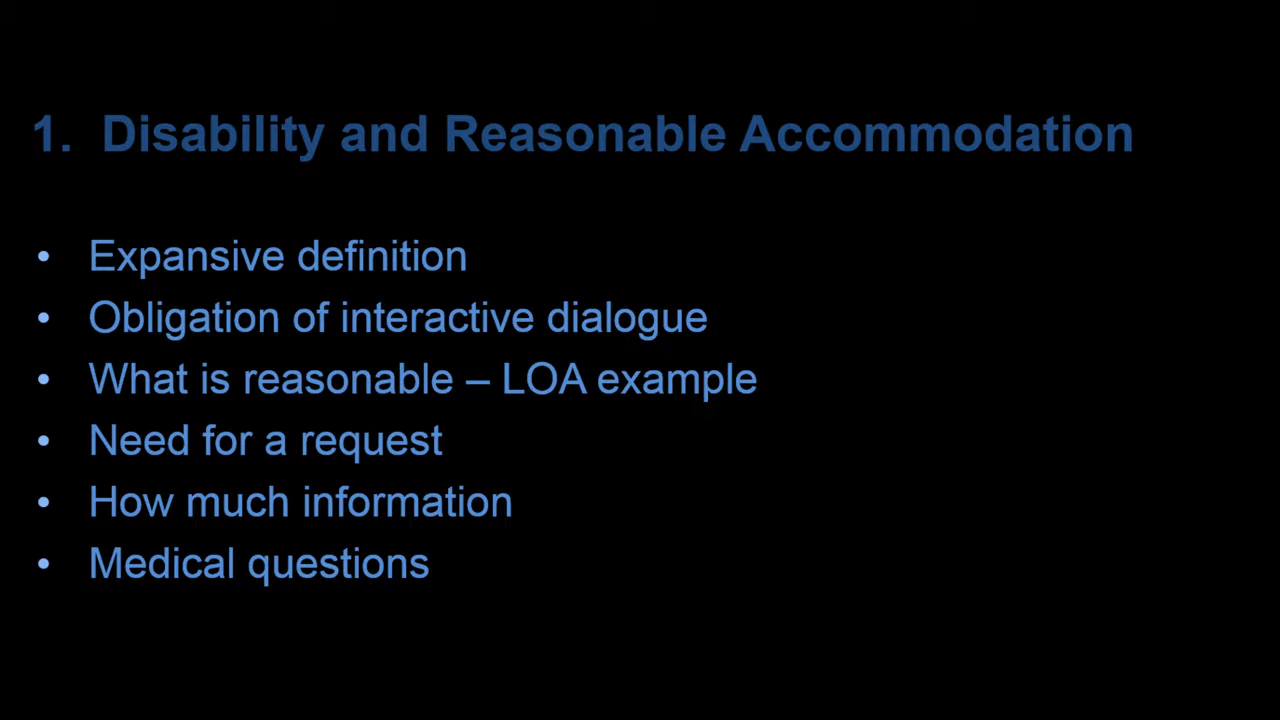 1. Disability and Reasonable Accommodation
• Expansive definition
• Obligation of interactive dialogue
• What is reasonable – LOA example
• Need for a request
• How much information
• Medical questions